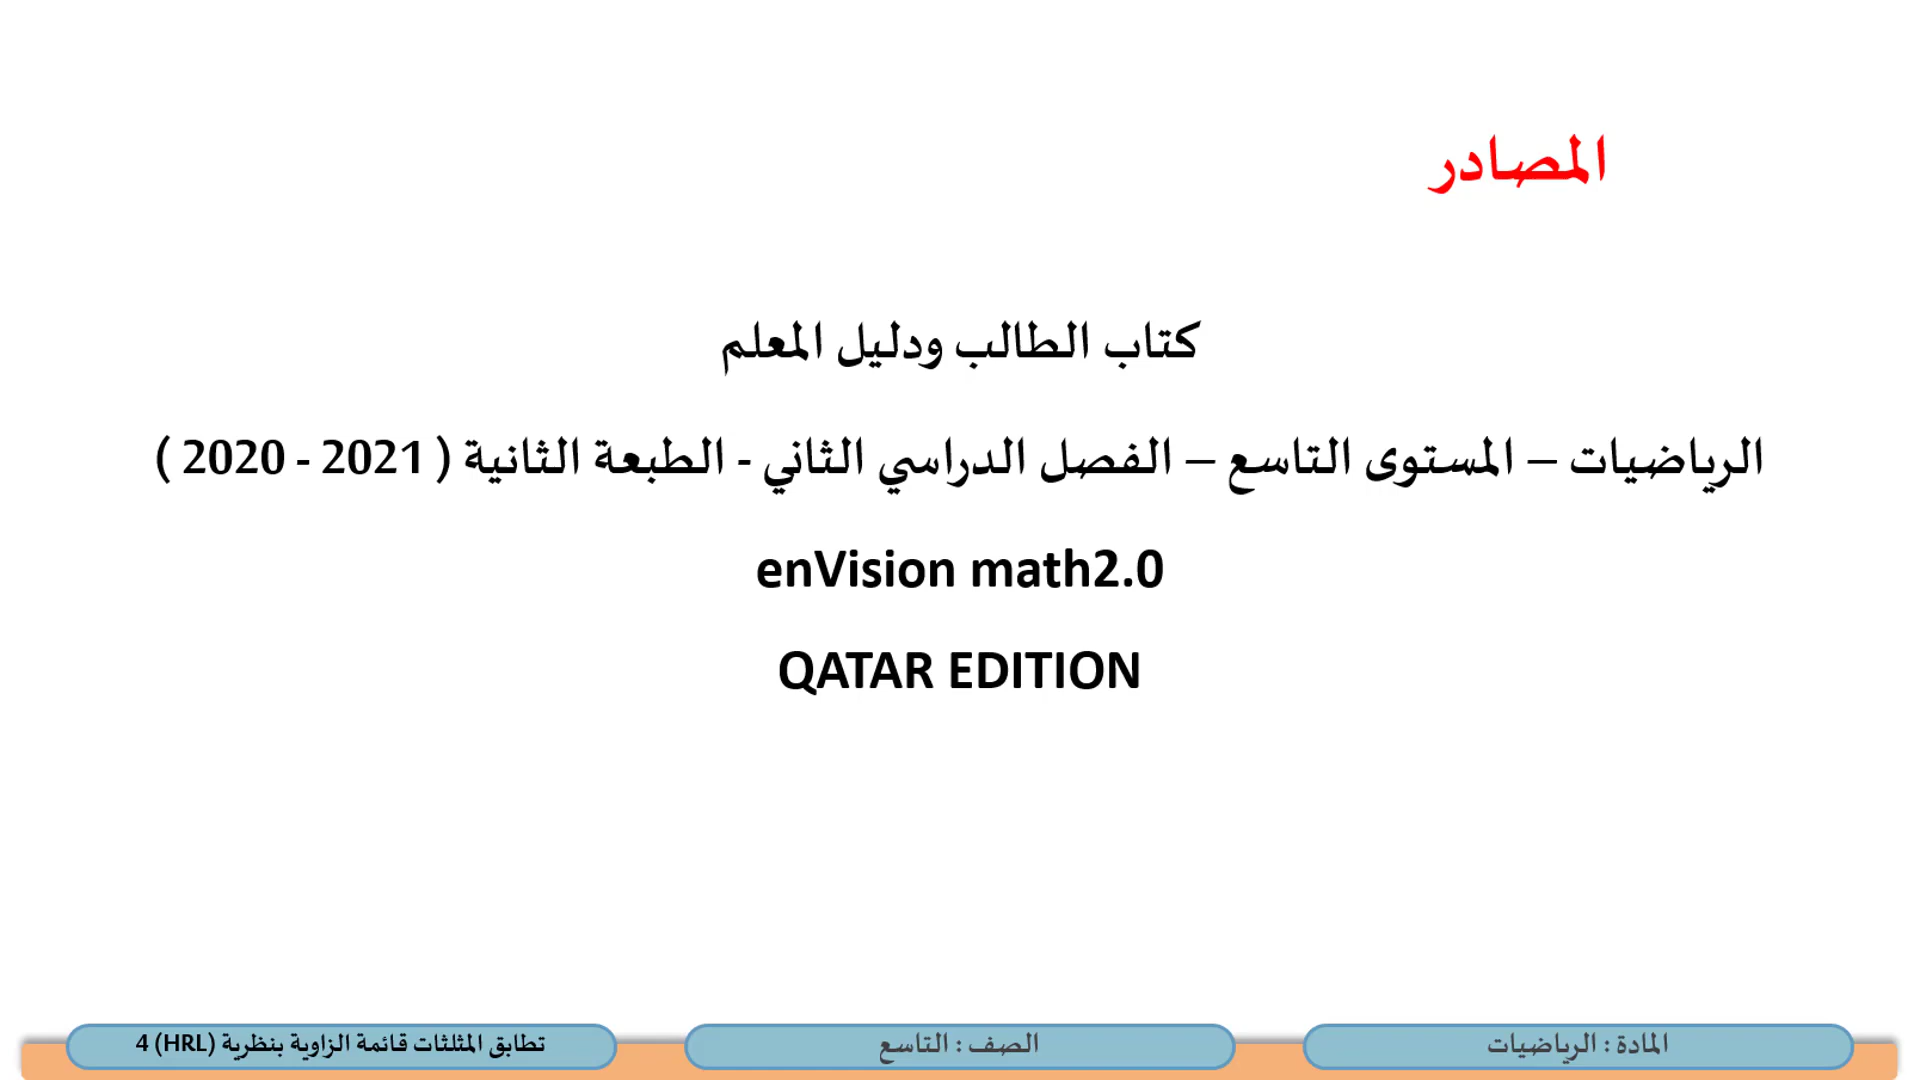 المصادر
كتاب الطالب ودليل المعلم
الرياضيات – المستوى التاسع – الفصل الدراسي الثاني - الطبعة الثانية ( 2021 - 2020 )
enVision math2.0
QATAR EDITION
المادة : الرياضيات
الصف : التاسع
تطابق المثلثات قائمة الزاوية بنظرية (HRL) 4